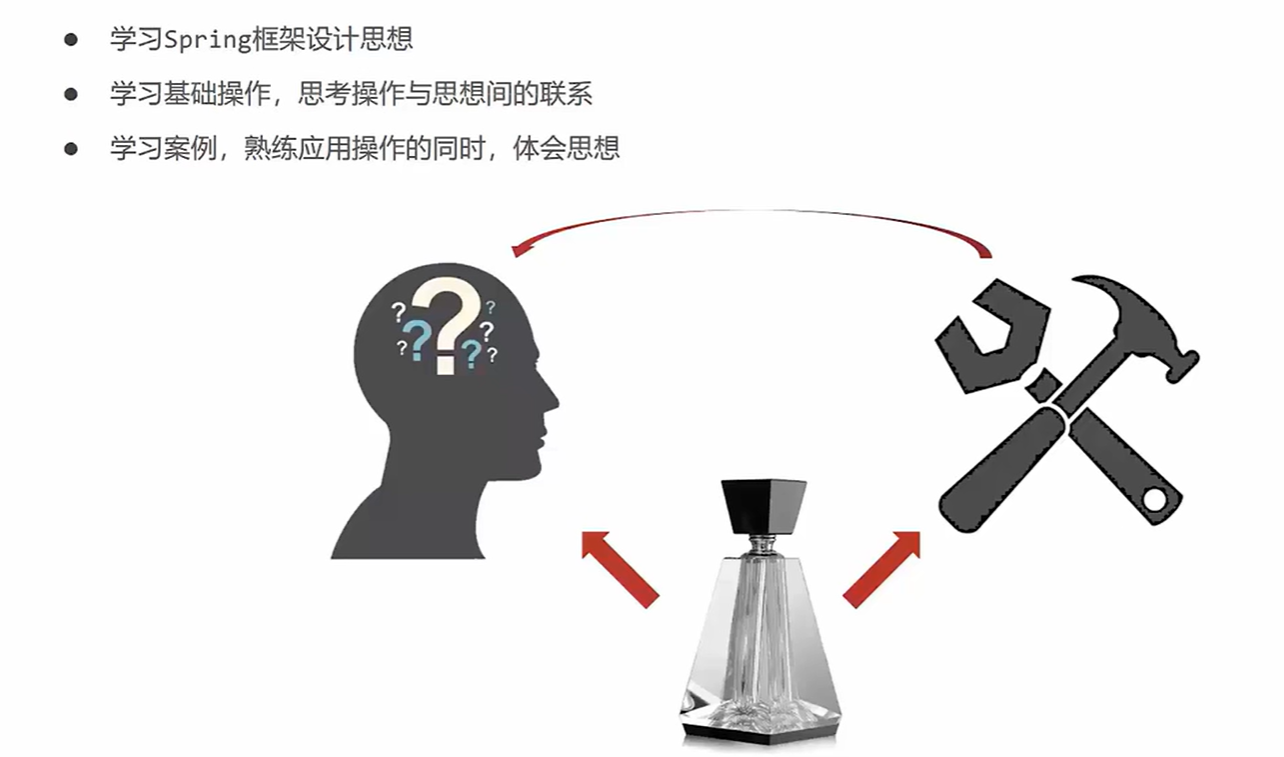 学习Spring框架设计思想
学习基础操作，思考操作与思想间的联系
学习案例，熟练应用操作的同时，体会思想
? ? ? ? ? ? ? ?